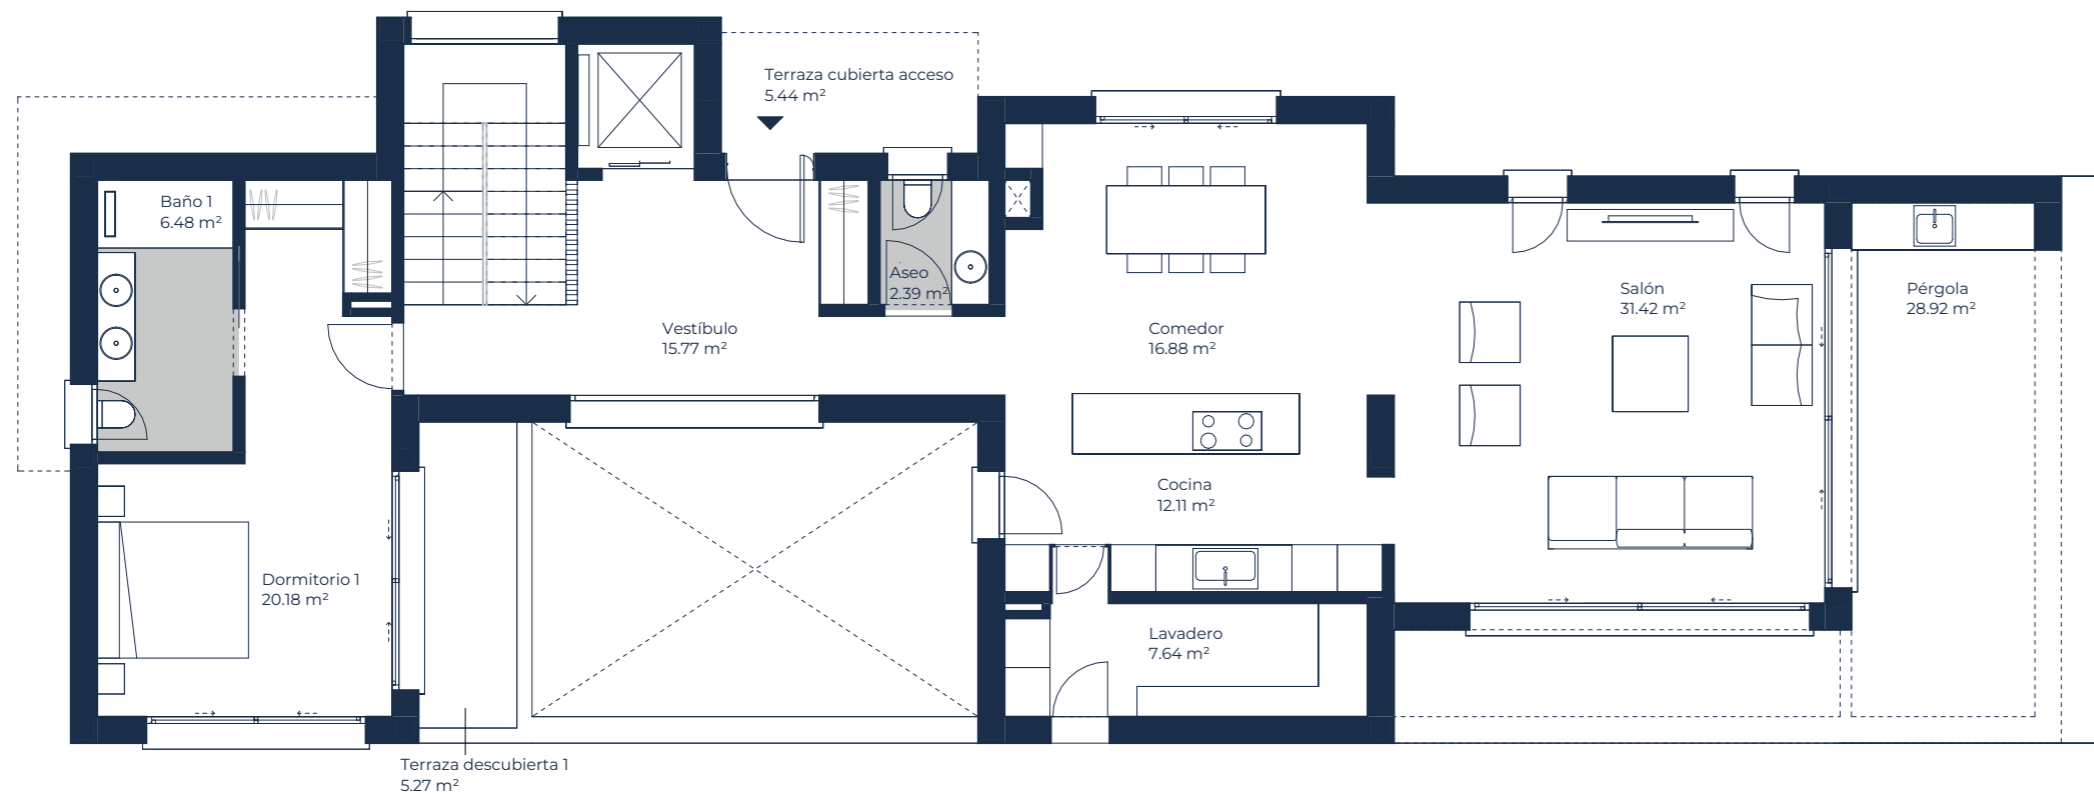 Terraza cubierta acceso
5.44 m²
Baño 1
6.48 m²
Aseo
2.39 m²
Vestíbulo
15.77 m²
Comedor
16.88 m²
Salón
31.42 m²
Pérgola
28.92 m²
Cocina
12.11 m²
Dormitorio 1
20.18 m²
Lavadero
7.64 m²
Terraza descubierta 1
5.27 m²